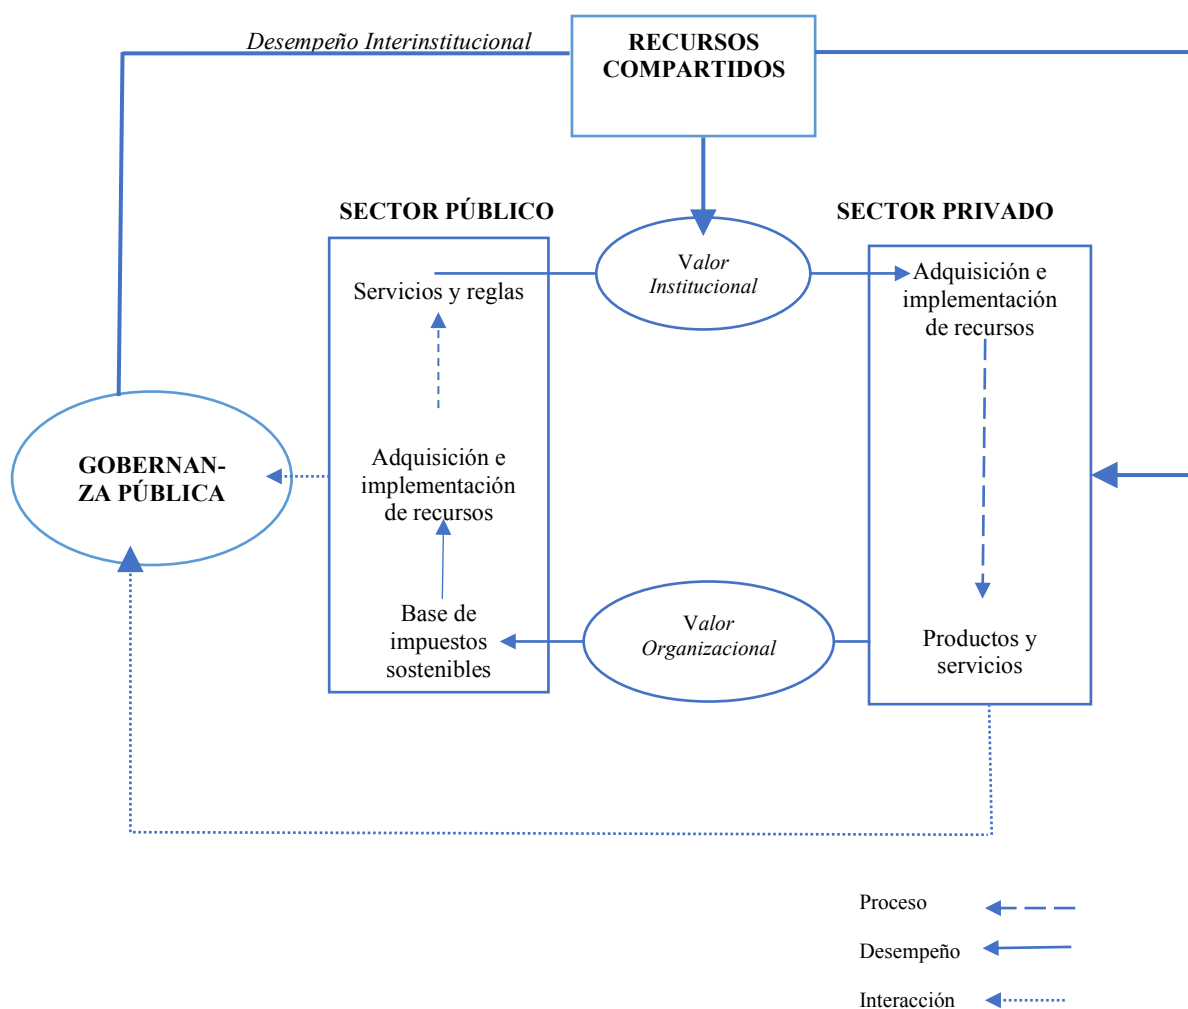 Desempeño Interinstitucional
RECURSOS
COMPARTIDOS
SECTOR PÚBLICO
SECTOR PRIVADO
Servicios y reglas
Valor
Institucional
Adquisición e
implementación
de recursos
GOBERNAN-
ZA PÚBLICA
Adquisición e
implementación
de recursos
Base de
impuestos
sostenibles
Valor
Organizacional
Productos y
servicios
Proceso
Desempeño
Interacción